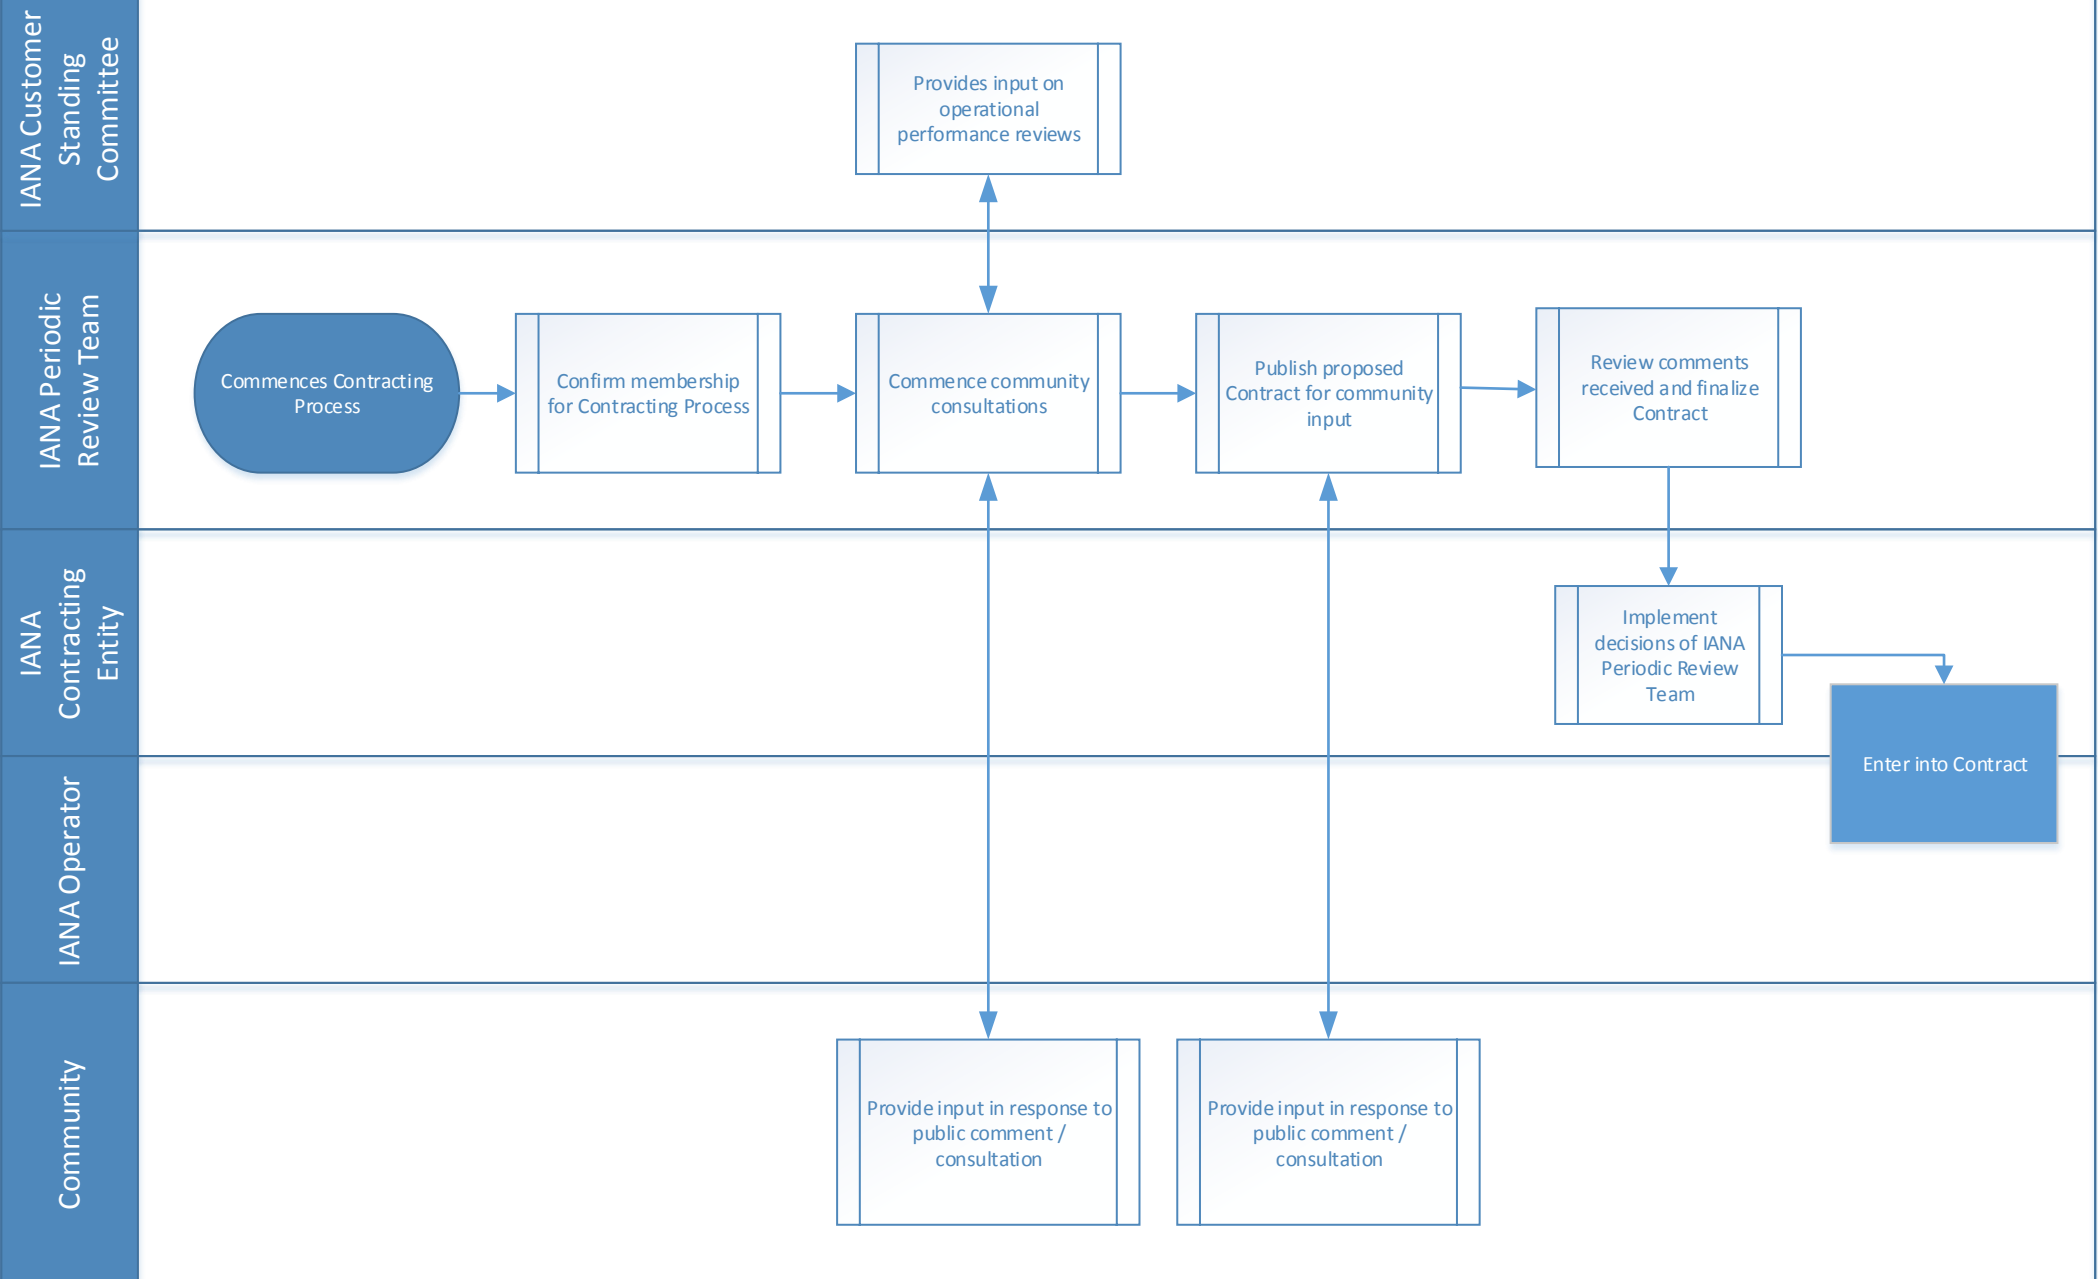 IANA Customer
Standing
Committee
Provides input on
operational
performance reviews
IANA Periodic
Review Team
Commences Contracting
Process
Confirm membership
for Contracting Process
Commence community
consultations
Publish proposed
Contract for community
input
Review comments
received and finalize
Contract
IANA
Contracting
Entity
Implement
decisions of IANA
Periodic Review
Team
Enter into Contract
IANA Operator
Community
Provide input in response to
public comment /
consultation
Provide input in response to
public comment /
consultation